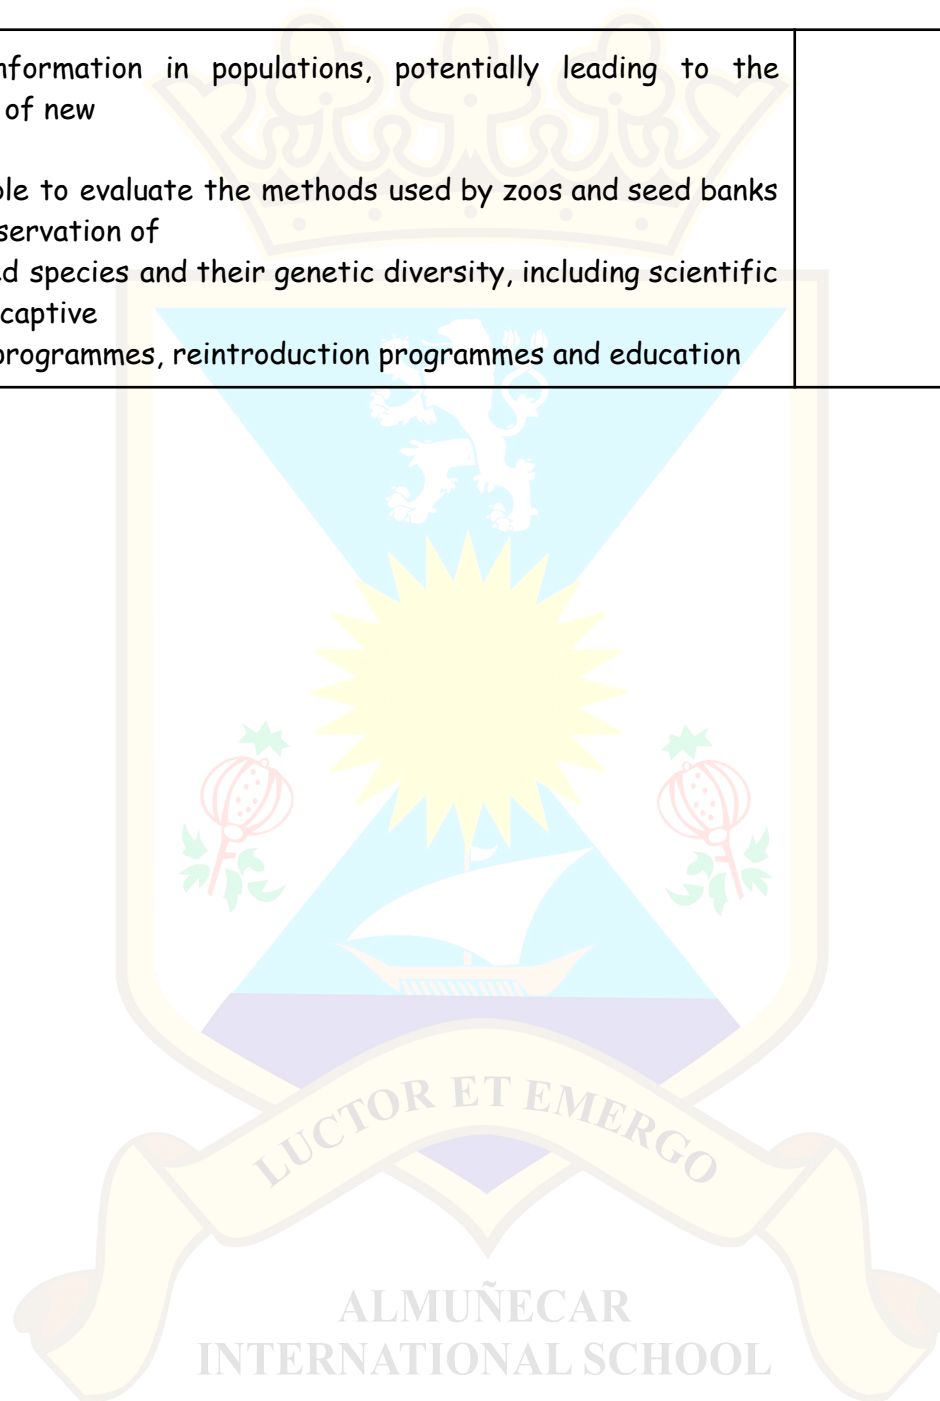 nformation in populations, potentially leading to the
of new
ble to evaluate the methods used by zoos and seed banks
servation of
ed species and their genetic diversity, including scientific
captive
programmes, reintroduction programmes and education
LUCTOR ET EMERGO
ALMUÑECAR
INTERNATIONAL SCHOOL